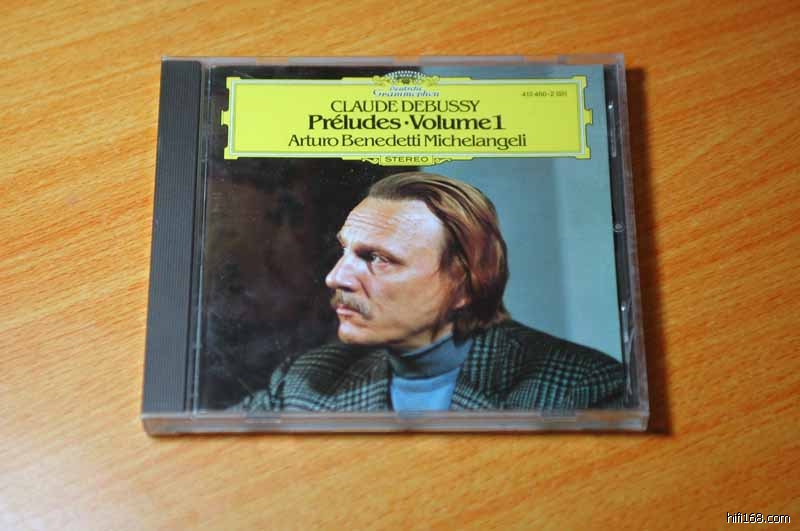 Deutsche
Grammophon
CLAUDE DEBUSSY
Préludes·Volume 1
Arturo Benedetti Michelangeli
STEREO
hifi168.com